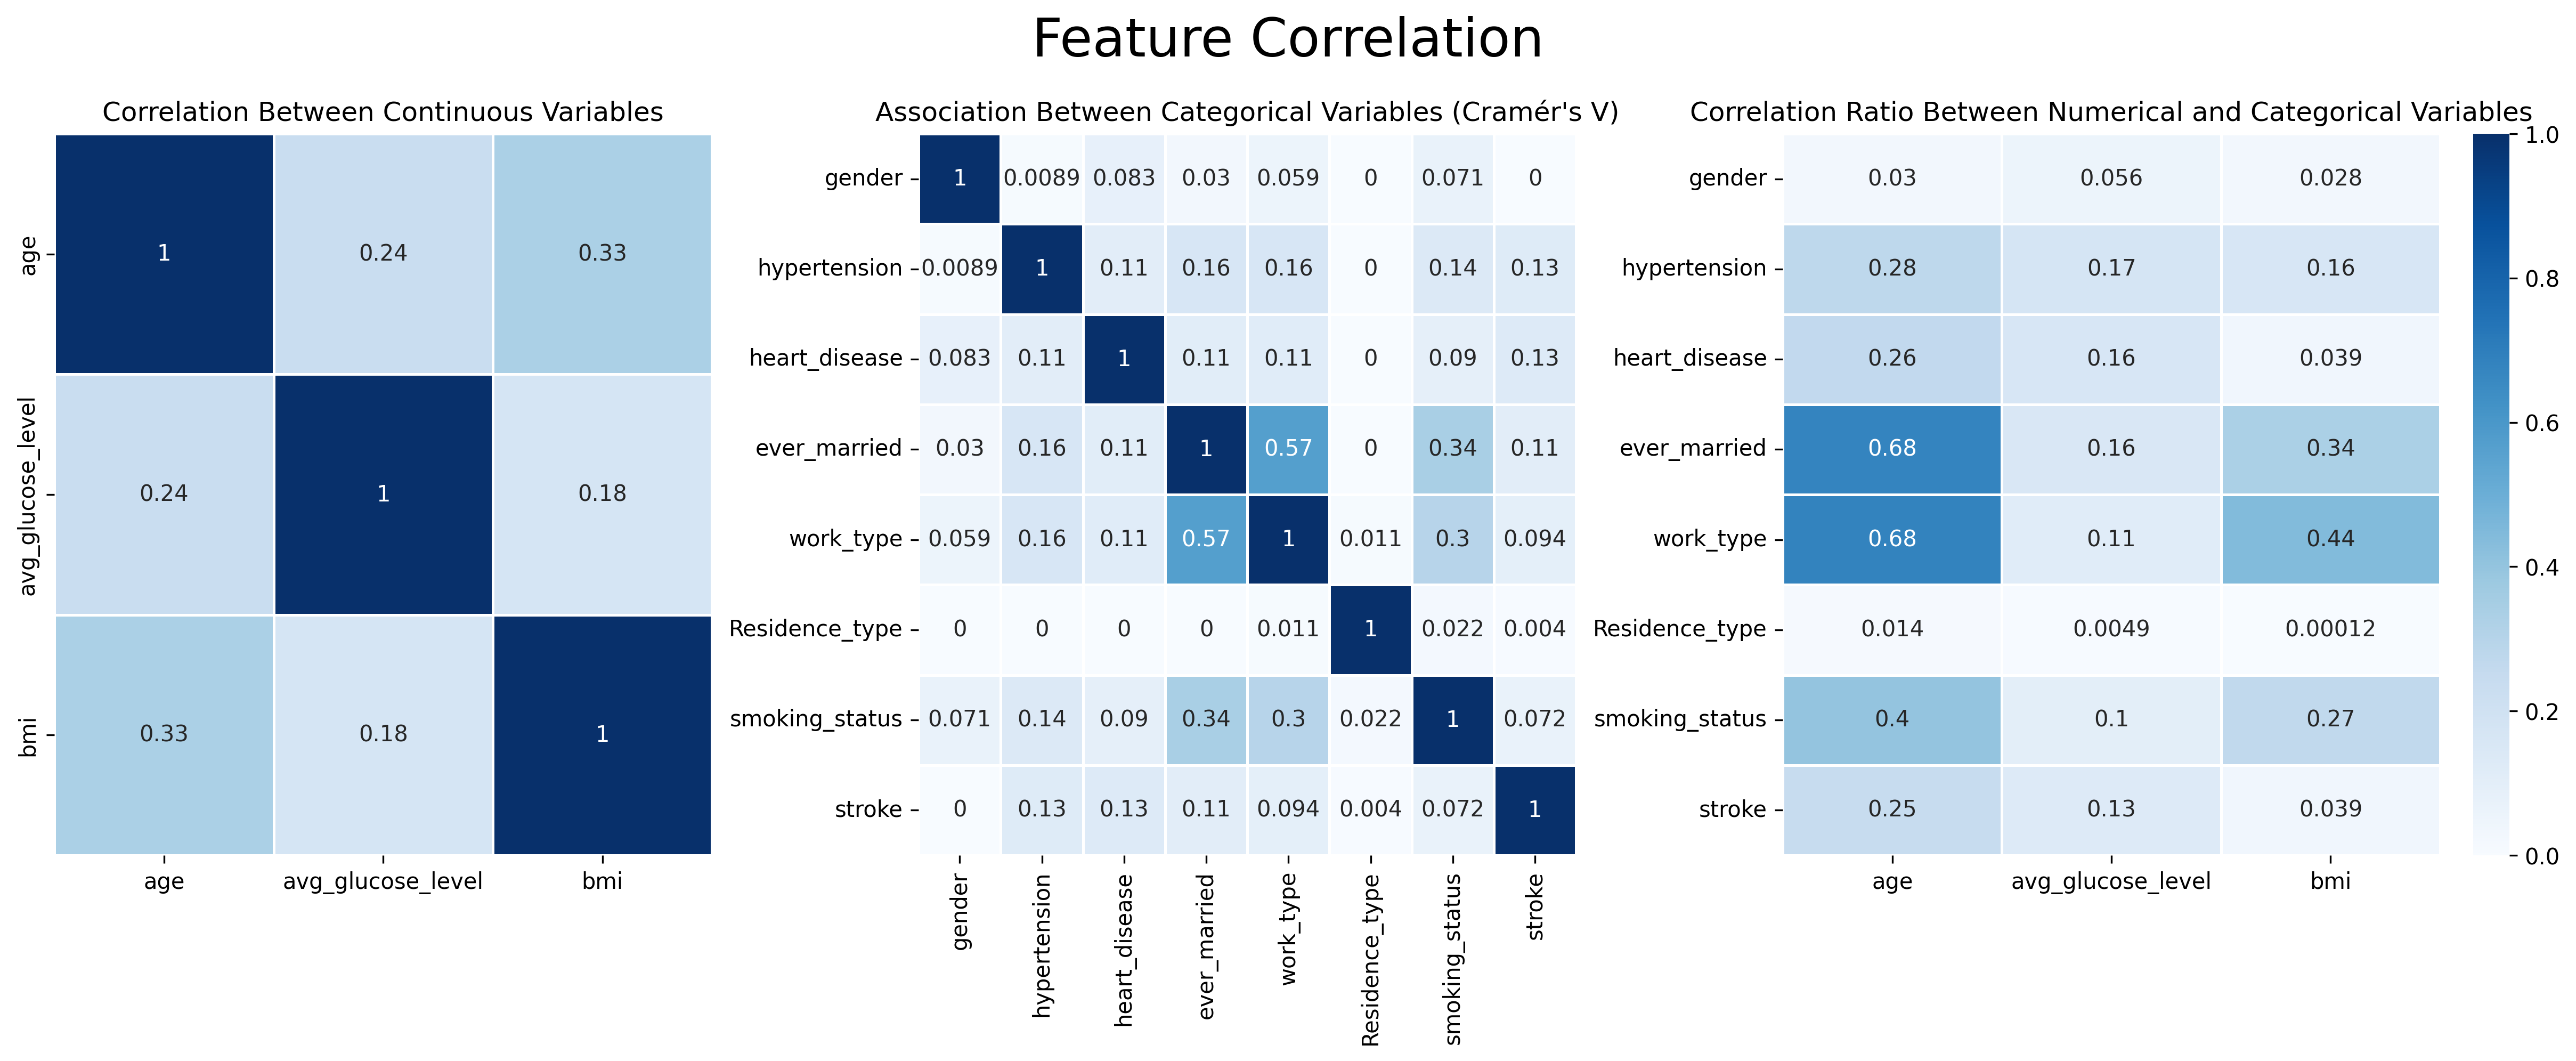 Feature Correlation
Correlation Between Continuous Variables
age 1 0.24 0.33
avg_glucose_level 0.24 1 0.18
bmi 0.33 0.18 1
age avg_glucose_level bmi
Association Between Categorical Variables (Cramér's V)
gender 1 0.0089 0.083 0.03 0.059 0 0.071 0
hypertension 0.0089 1 0.11 0.16 0.16 0 0.14 0.13
heart_disease 0.083 0.11 1 0.11 0.11 0 0.09 0.13
ever_married 0.03 0.16 0.11 1 0.57 0 0.34 0.11
work_type 0.059 0.16 0.11 0.57 1 0.011 0.3 0.094
Residence_type 0 0 0 0 0.011 1 0.022 0.004
smoking_status 0.071 0.14 0.09 0.34 0.3 0.022 1 0.072
stroke 0 0.13 0.13 0.11 0.094 0.004 0.072 1
gender hypertension heart_disease ever_married work_type Residence_type smoking_status stroke
Correlation Ratio Between Numerical and Categorical Variables
gender 0.03 0.056 0.028
hypertension 0.28 0.17 0.16
heart_disease 0.26 0.16 0.039
ever_married 0.68 0.16 0.34
work_type 0.68 0.11 0.44
Residence_type 0.014 0.0049 0.00012
smoking_status 0.4 0.1 0.27
stroke 0.25 0.13 0.039
age avg_glucose_level bmi
1.0
0.8
0.6
0.4
0.2
0.0